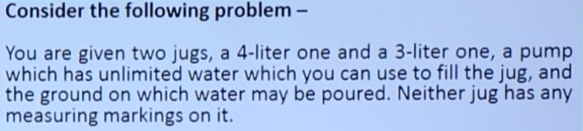 Consider the following problem –
You are given two jugs, a 4-liter one and a 3-liter one, a pump
which has unlimited water which you can use to fill the jug, and
the ground on which water may be poured. Neither jug has any
measuring markings on it.